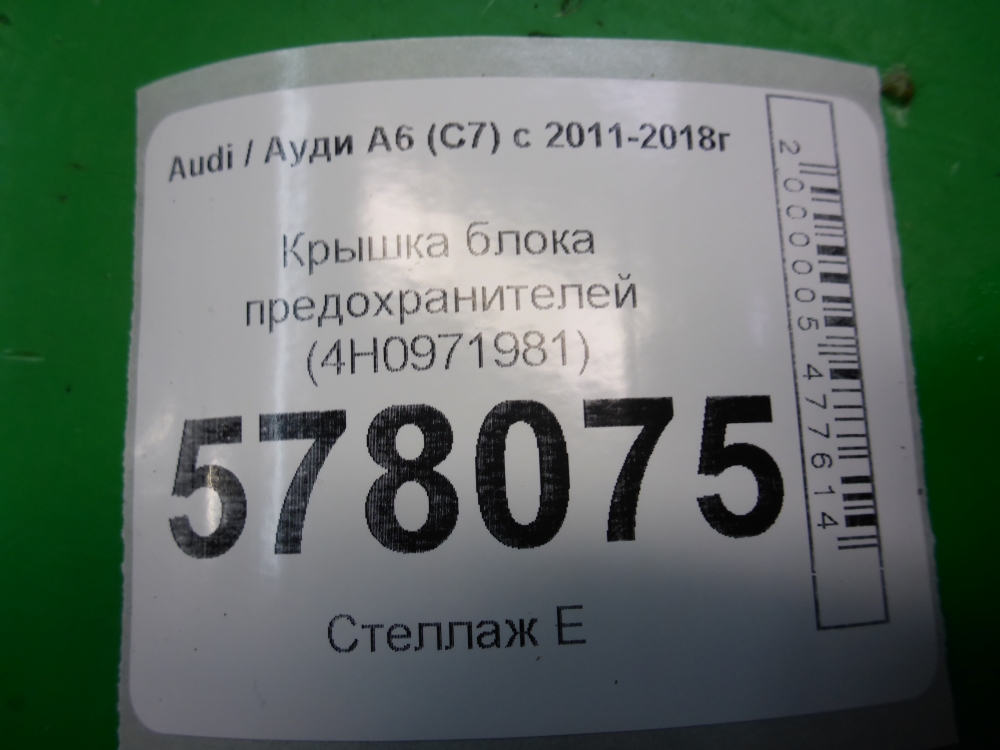 Audi / Ауди А6 (С7) с 2011-2018г
Крышка блока
предохранителей
(4H0971981)
578075
Стеллаж Е
2000005477614